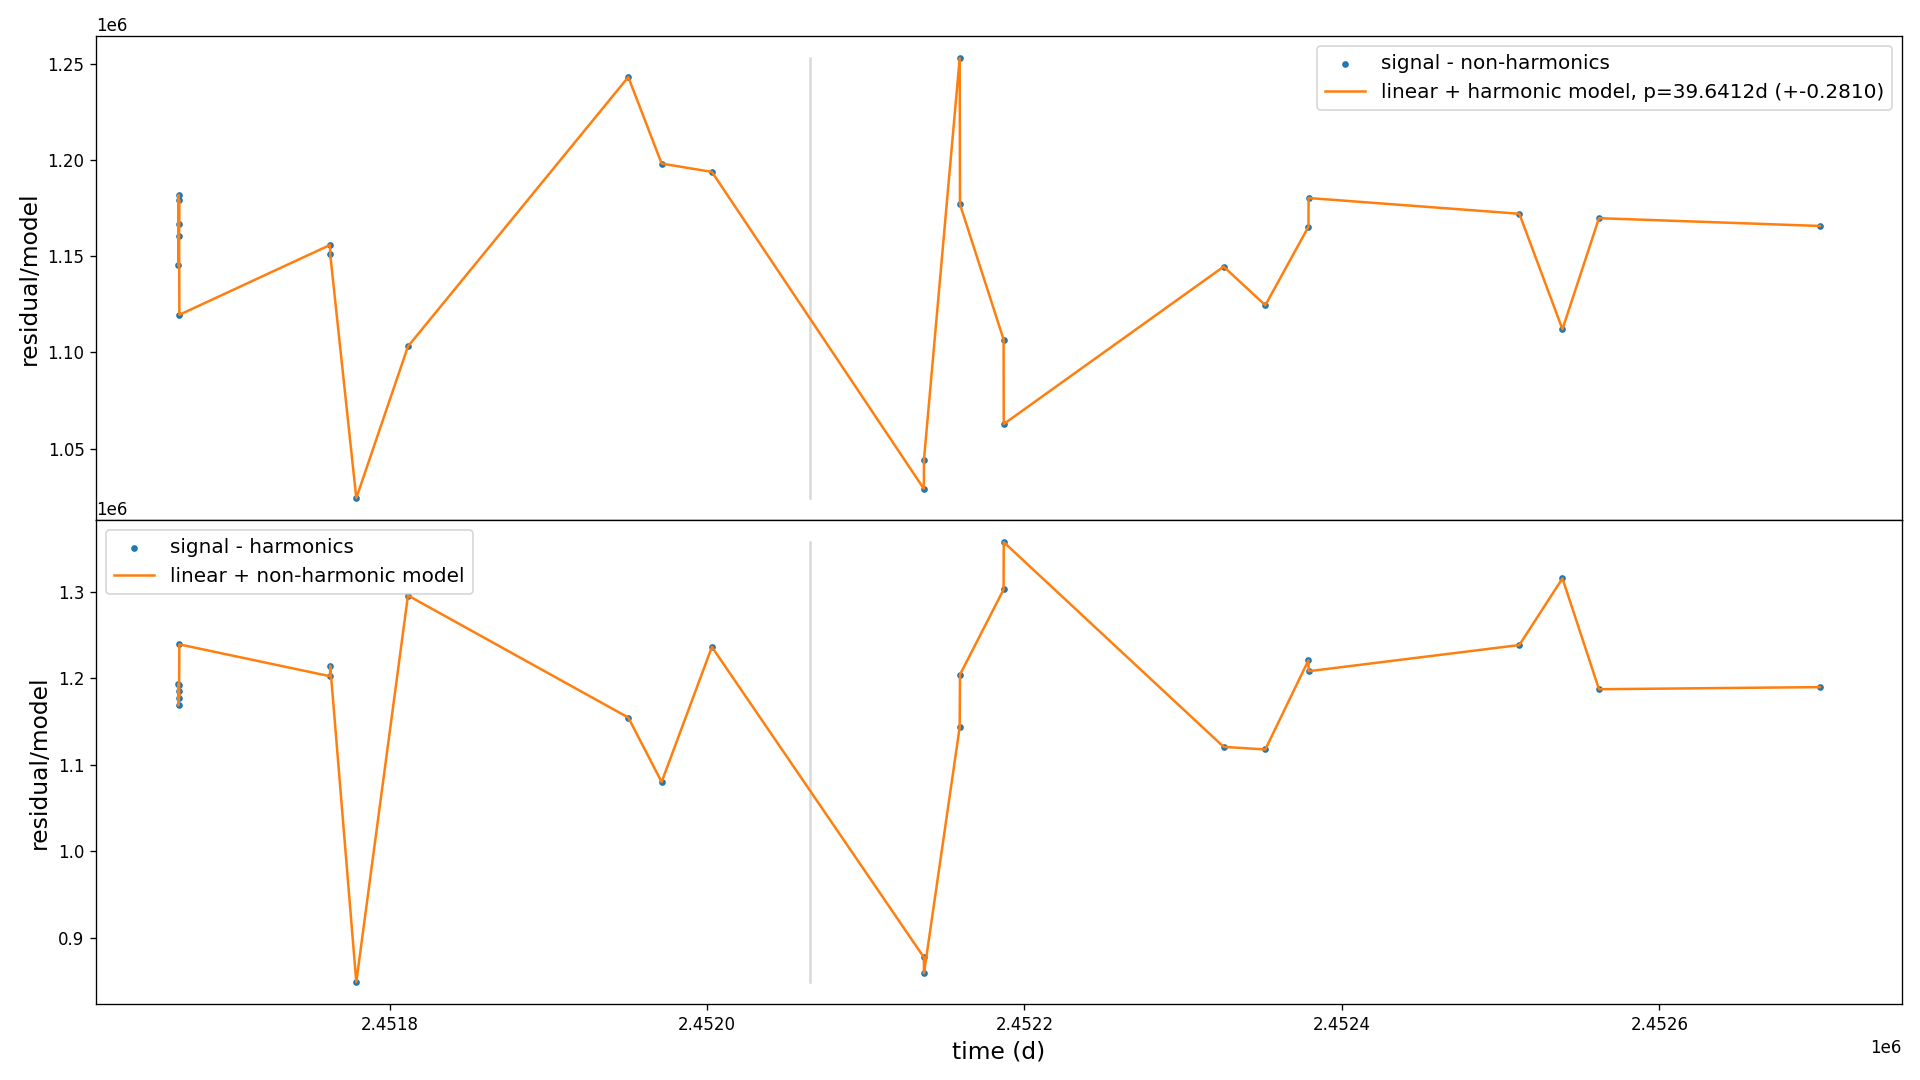 1e6
1.25
1.20
1.15
1.10
1.05
residual/model
signal - non-harmonics
linear + harmonic model, p=39.6412d (+-0.2810)
1e6
1.3
1.2
1.1
1.0
0.9
residual/model
signal - harmonics
linear + non-harmonic model
2.4518 2.4520 2.4522 2.4524 2.4526
1e6
time (d)